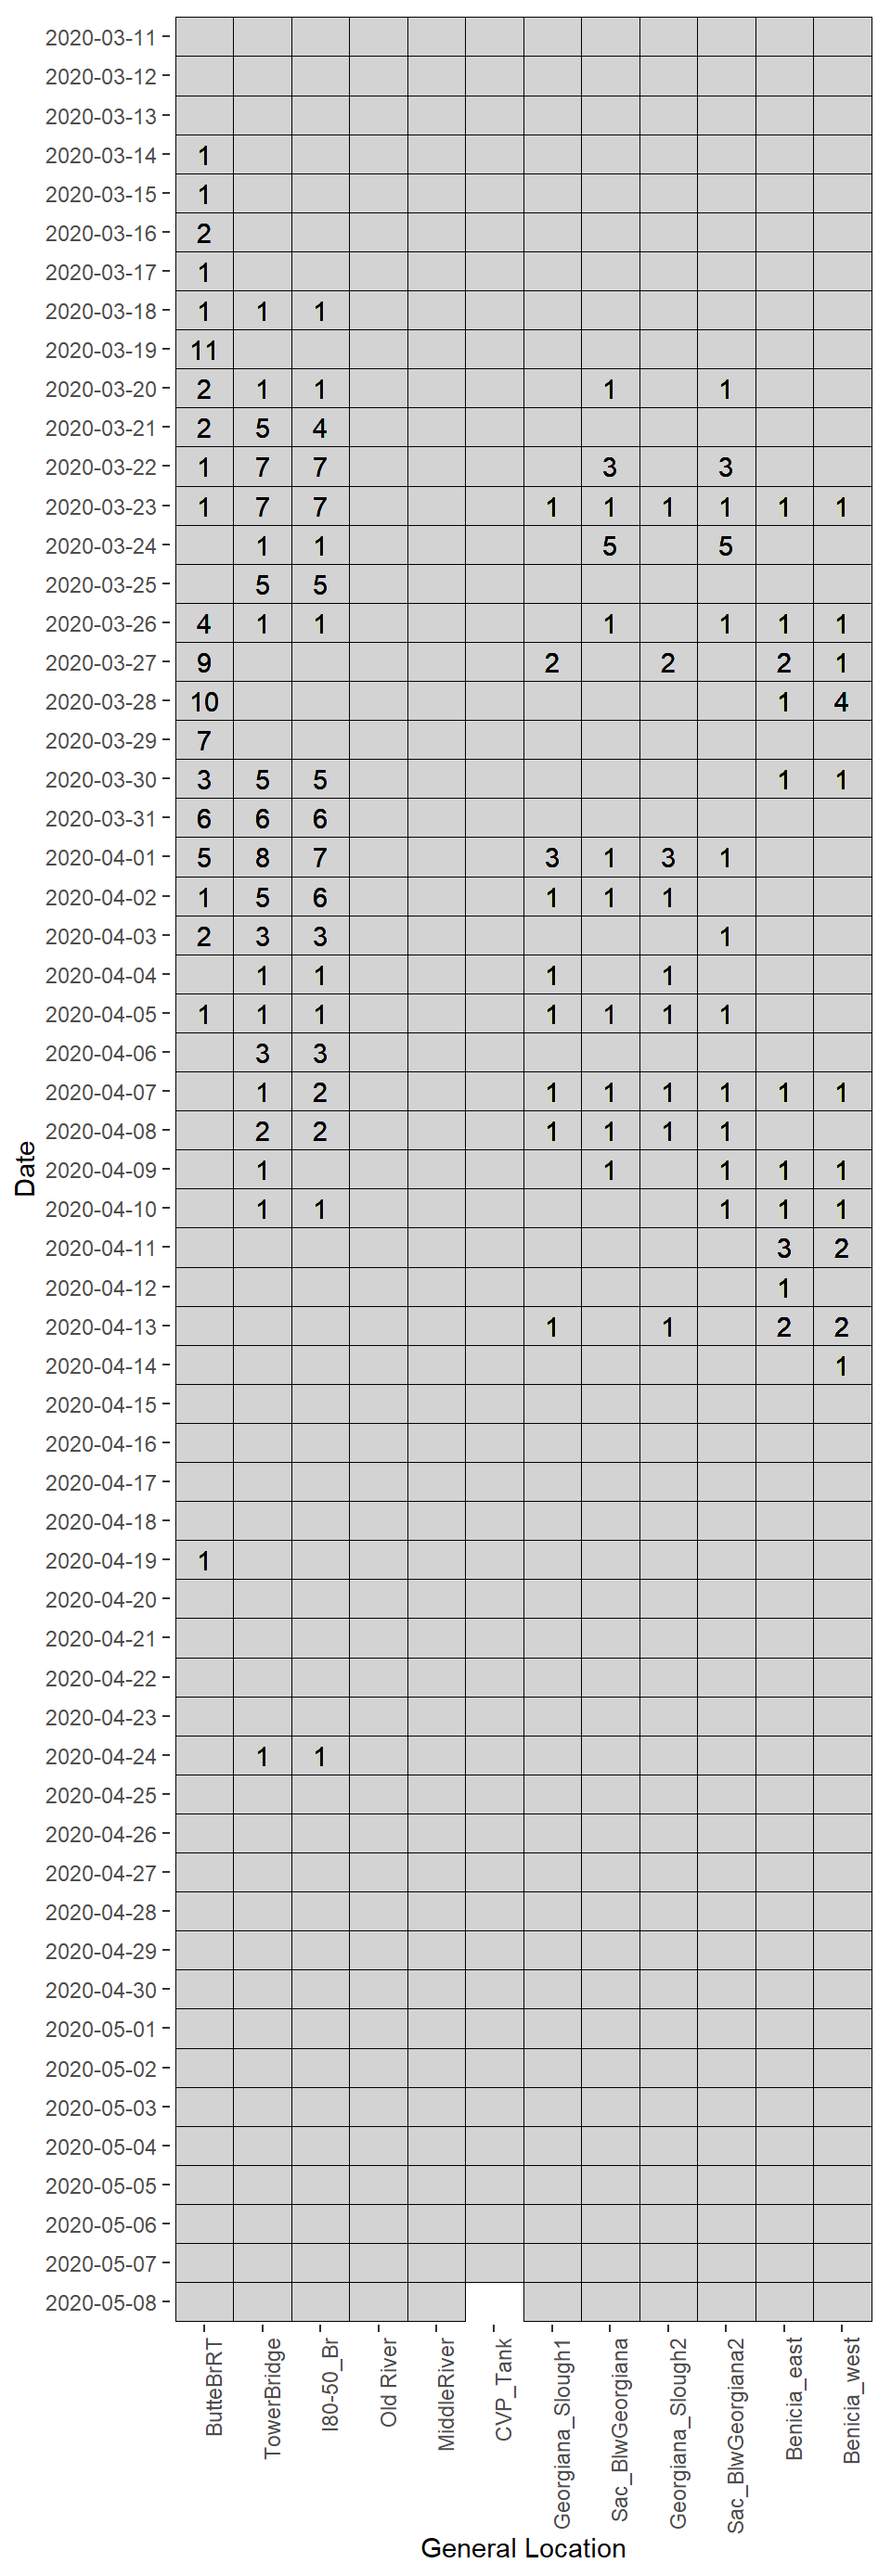 2020-03-11
2020-03-12
2020-03-13
2020-03-14 1
2020-03-15 1
2020-03-16 2
2020-03-17 1
2020-03-18 1 1 1
2020-03-19 11
2020-03-20 2 1 1 1 1
2020-03-21 2 5 4
2020-03-22 1 7 7 3 3
2020-03-23 1 7 7 1 1 1 1 1 1
2020-03-24 1 1 5 5
2020-03-25 5 5
2020-03-26 4 1 1 1 1 1 1
2020-03-27 9 2 2 2 1
2020-03-28 10 1 4
2020-03-29 7
2020-03-30 3 5 5 1 1
2020-03-31 6 6 6
2020-04-01 5 8 7 3 1 3 1
2020-04-02 1 5 6 1 1 1
2020-04-03 2 3 3 1
2020-04-04 1 1 1 1
2020-04-05 1 1 1 1 1 1 1
2020-04-06 3 3
2020-04-07 1 2 1 1 1 1 1 1
2020-04-08 2 2 1 1 1 1
2020-04-09 1 1 1 1 1
2020-04-10 1 1 1 1 1
2020-04-11 3 2
2020-04-12 1
2020-04-13 1 1 2 2
2020-04-14 1
2020-04-15
2020-04-16
2020-04-17
2020-04-18
2020-04-19 1
2020-04-20
2020-04-21
2020-04-22
2020-04-23
2020-04-24 1 1
2020-04-25
2020-04-26
2020-04-27
2020-04-28
2020-04-29
2020-04-30
2020-05-01
2020-05-02
2020-05-03
2020-05-04
2020-05-05
2020-05-06
2020-05-07
2020-05-08
Date
ButteBrRT
TowerBridge
I80-50_Br
Old River
MiddleRiver
CVP_Tank
Georgiana_Slough1
Sac_BlwGeorgiana
Georgiana_Slough2
Sac_BlwGeorgiana2
Benicia_east
Benicia_west
General Location